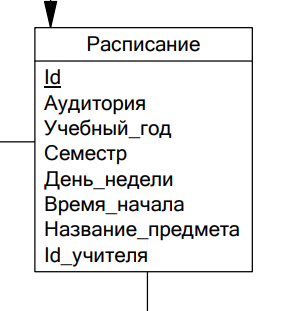 Расписание
Id
Аудитория
Учебный_год
Семестр
День_недели
Время_начала
Название_предмета
Id_учителя